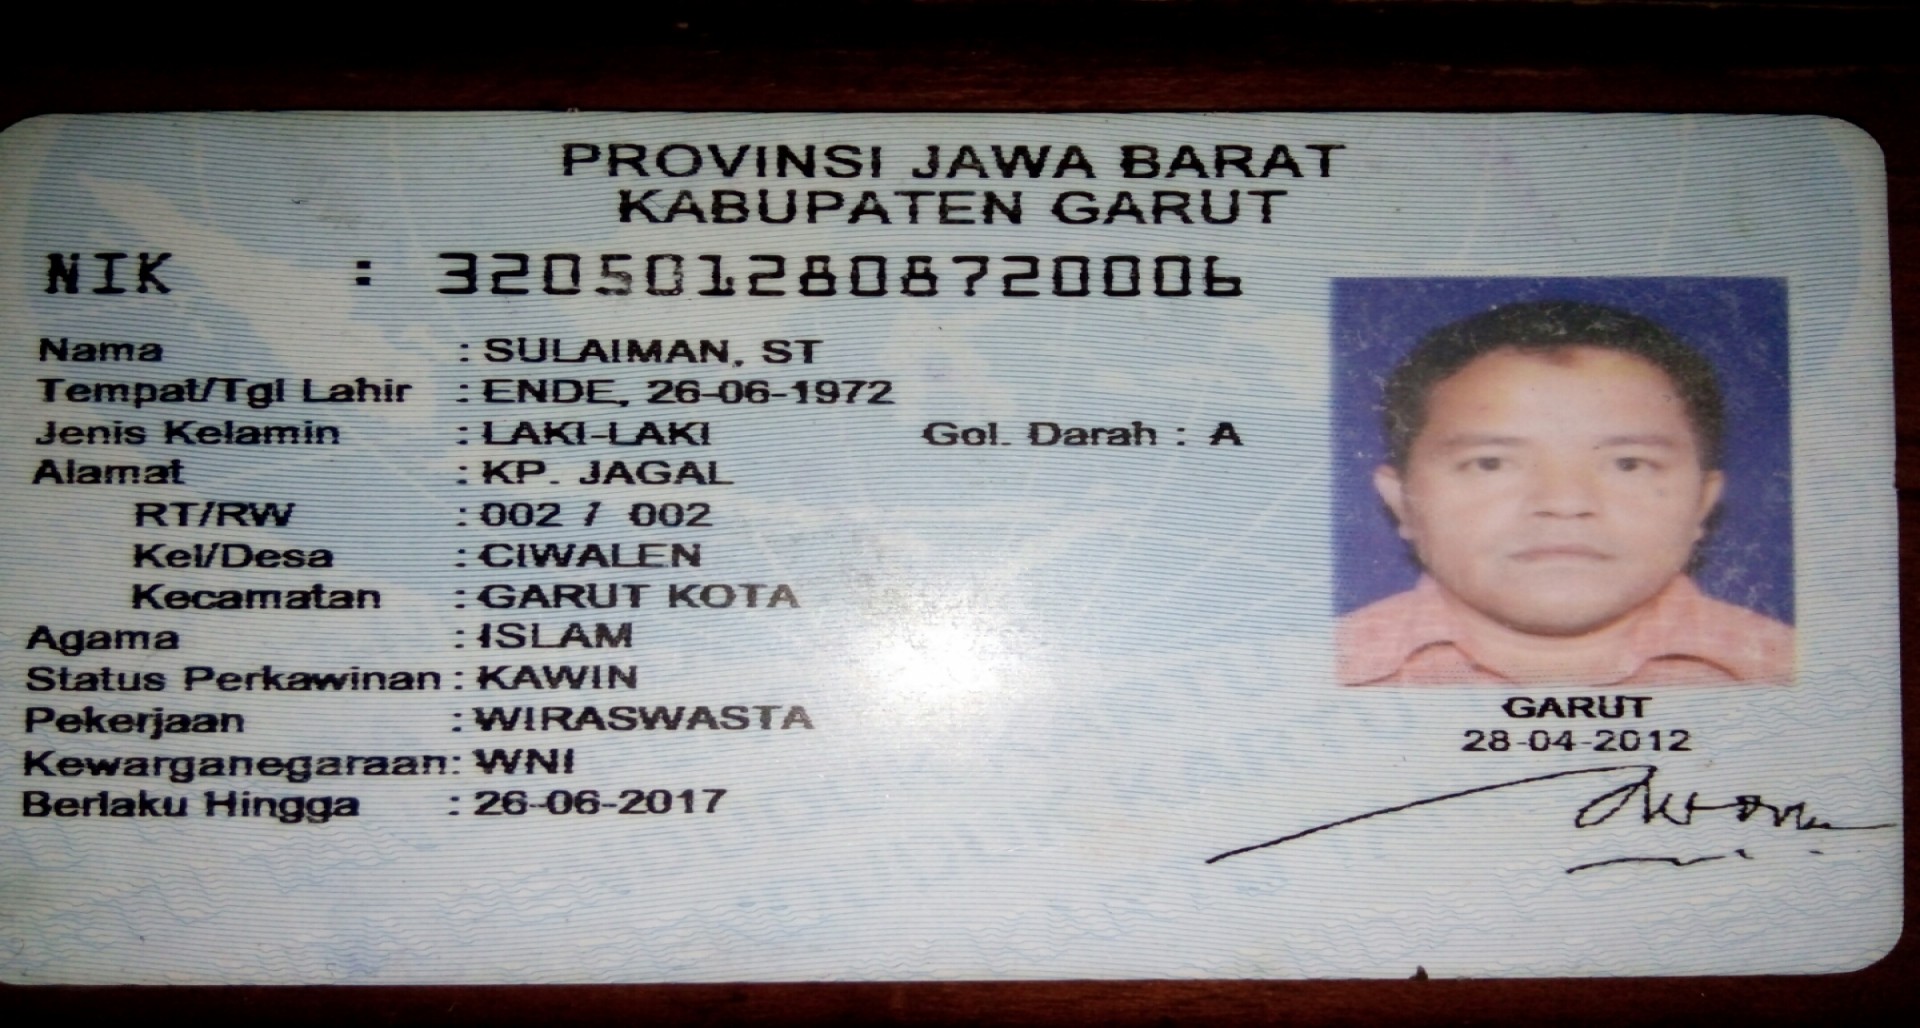 PROVINSI JAWA BARAT
KABUPATEN GARUT
NIK : 3205012808720006
Nama : SULAIMAN, ST
Tempat/Tgl Lahir : ENDE, 26-06-1972
Jenis Kelamin : LAKI-LAKI Gol. Darah : A
Alamat : KP. JAGAL
RT/RW : 002 / 002
Kel/Desa : CIWALEN
Kecamatan : GARUT KOTA
Agama : ISLAM
Status Perkawinan : KAWIN
Pekerjaan : WIRASWASTA
Kewarganegaraan : WNI
Berlaku Hingga : 26-06-2017
GARUT
28-04-2012